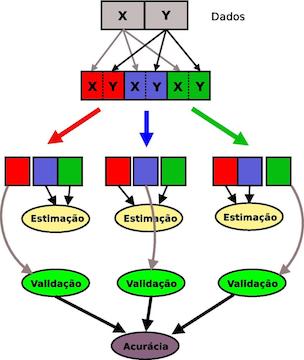 X Y Dados
X Y X Y X Y
Estimação Estimação Estimação
Validação Validação Validação
Acurácia